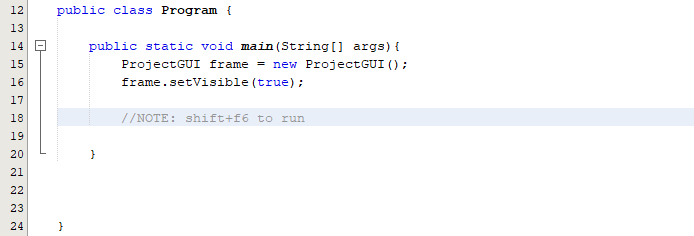 12 public class Program {
13
14 public static void main(String[] args){
15 ProjectGUI frame = new ProjectGUI();
16 frame.setVisible(true);
17
18 //NOTE: shift+f6 to run
19
20 }
21
22
23
24 }